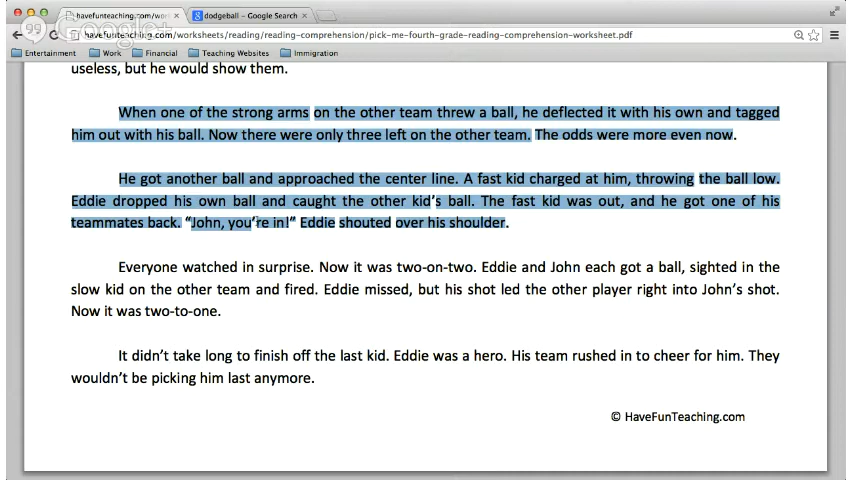 havefunteaching.com/wor
dodgeball – Google Search
Google+
havefunteaching.com/worksheets/reading/reading-comprehension/pick-me-fourth-grade-reading-comprehension-worksheet.pdf
Entertainment Work Financial Teaching Websites Immigration
useless, but he would show them.
When one of the strong arms on the other team threw a ball, he deflected it with his own and tagged
him out with his ball. Now there were only three left on the other team. The odds were more even now.
He got another ball and approached the center line. A fast kid charged at him, throwing the ball low.
Eddie dropped his own ball and caught the other kid's ball. The fast kid was out, and he got one of his
teammates back. “John, you're in!” Eddie shouted over his shoulder.
Everyone watched in surprise. Now it was two-on-two. Eddie and John each got a ball, sighted in the
slow kid on the other team and fired. Eddie missed, but his shot led the other player right into John's shot.
Now it was two-to-one.
It didn't take long to finish off the last kid. Eddie was a hero. His team rushed in to cheer for him. They
wouldn't be picking him last anymore.
© HaveFunTeaching.com